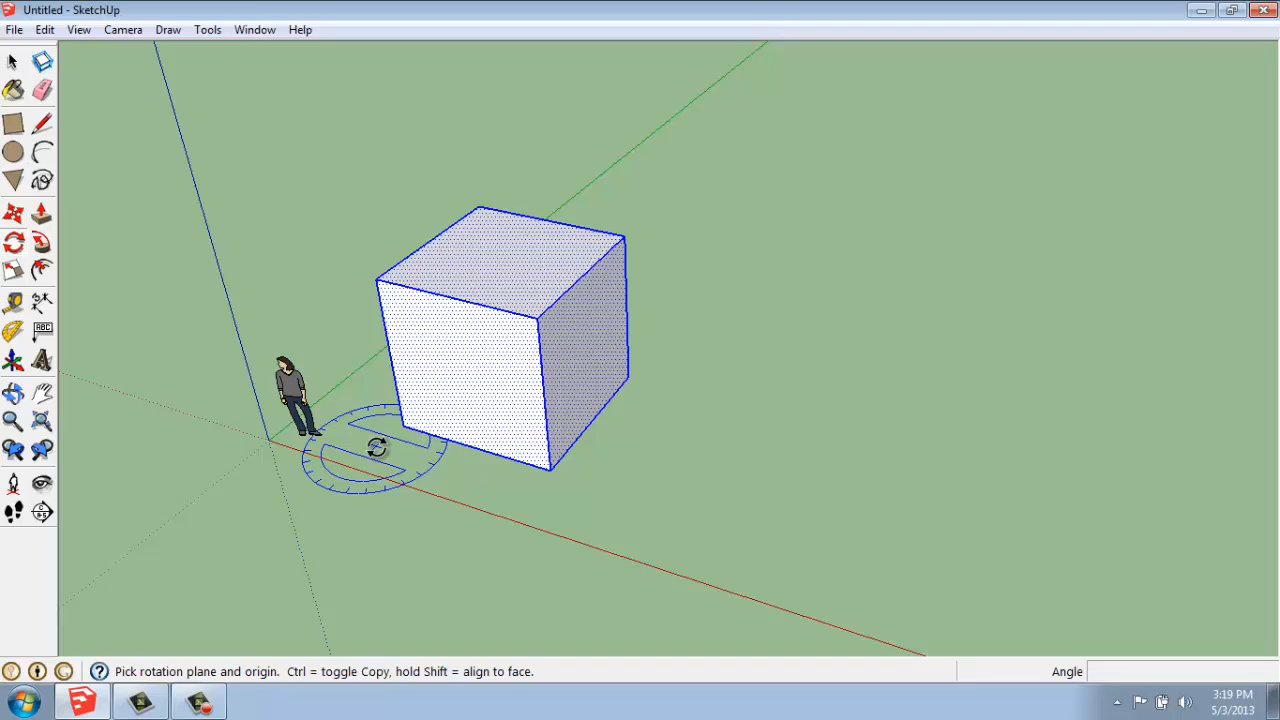 Untitled - SketchUp
File Edit View Camera Draw Tools Window Help
ABC
Pick rotation plane and origin. Ctrl = toggle Copy, hold Shift = align to face.
Angle
3:19 PM
5/3/2013